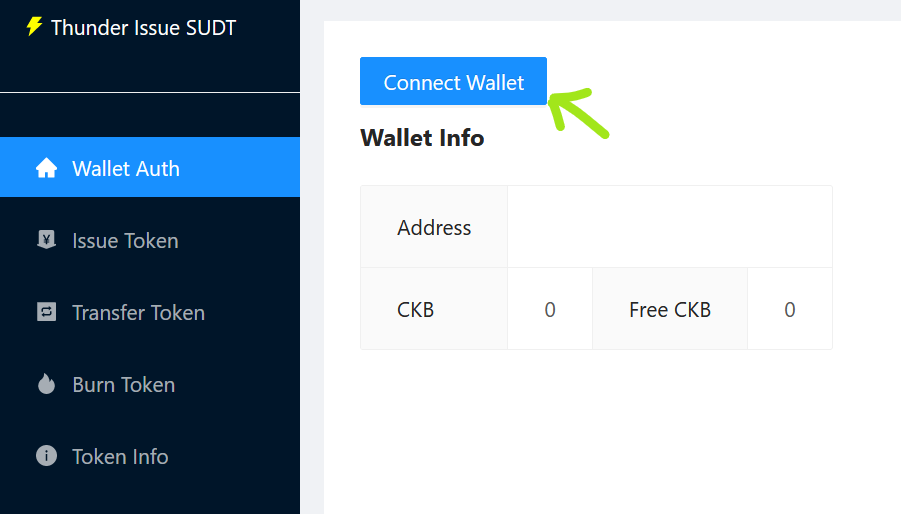 Thunder Issue SUDT
Wallet Auth
Issue Token
Transfer Token
Burn Token
Token Info
Connect Wallet
Wallet Info
Address
CKB 0 Free CKB 0